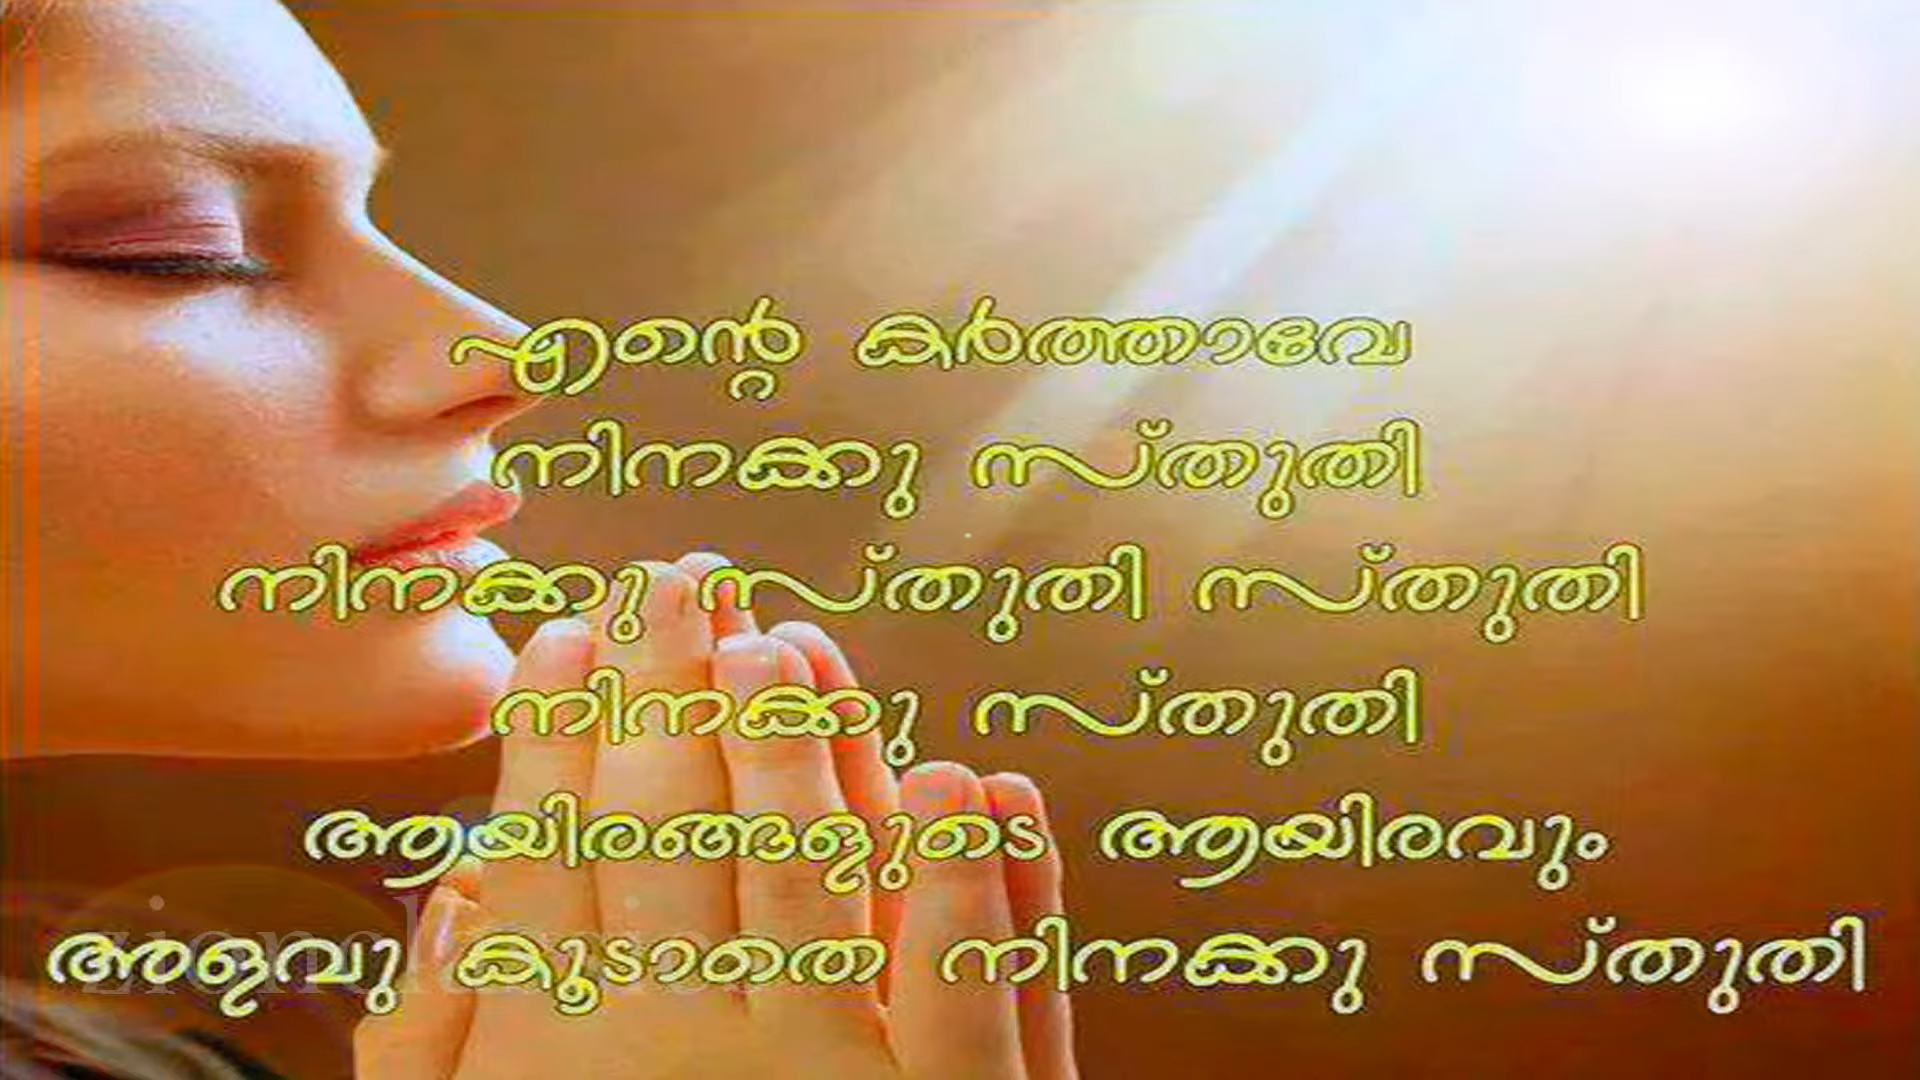 എന്റെ കർത്താവേ
നിനക്കു സ്തുതി
നിനക്കു സ്തുതി സ്തുതി
നിനക്കു സ്തുതി
ആയിരങ്ങളുടെ ആയിരവും
അളവു കൂടാതെ നിനക്കു സ്തുതി